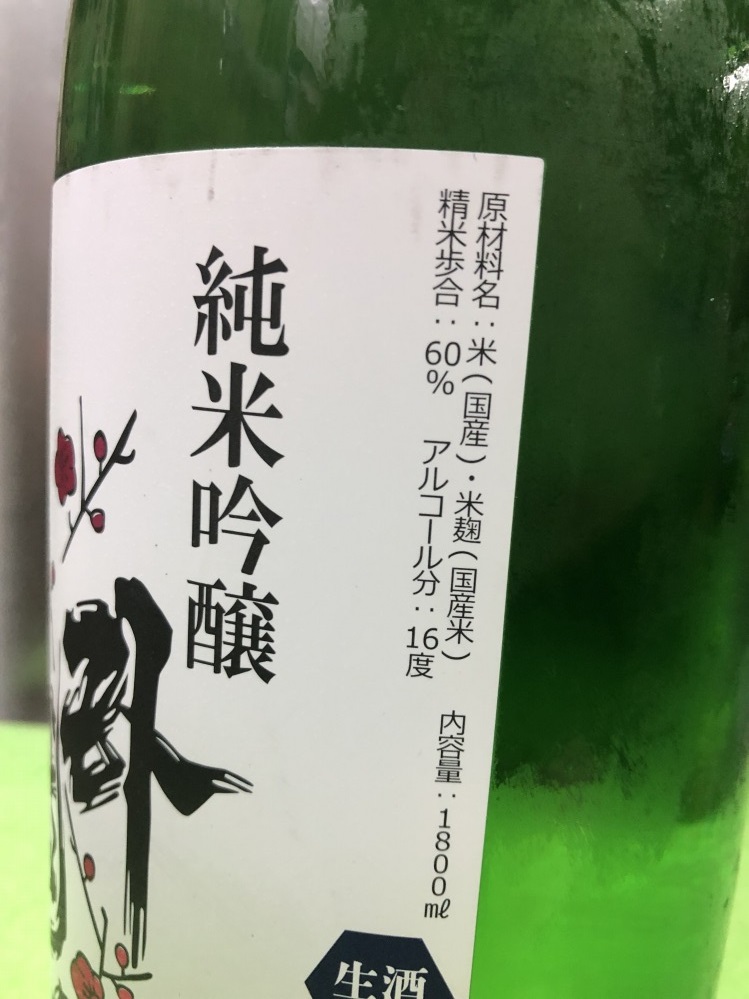 原材料名：米（国産）・米麹（国産米）
精米歩合：60％　アルコール分：16度
内容量：1800㎖
純米吟醸
生酒